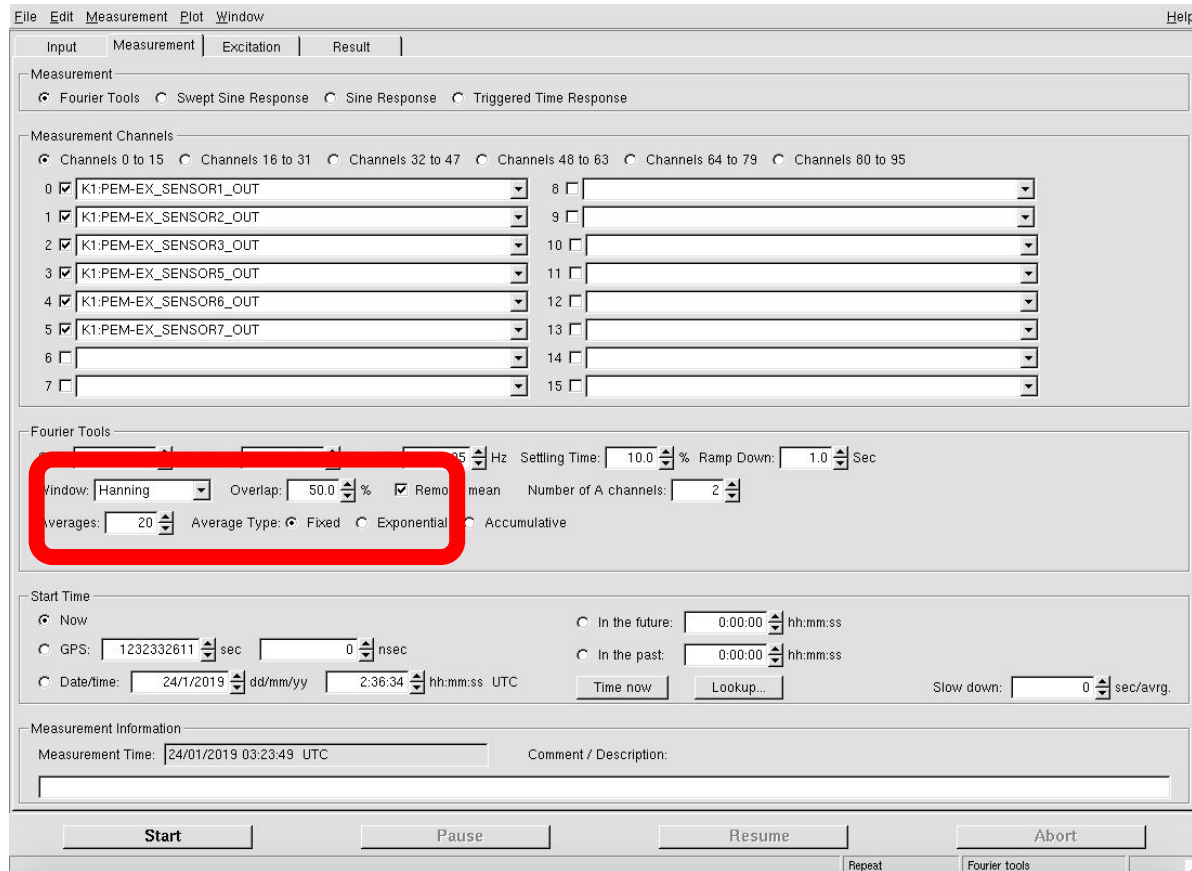 File Edit Measurement Plot Window Help
Input Measurement Excitation Result
Measurement
Fourier Tools Swept Sine Response Sine Response Triggered Time Response
Measurement Channels
Channels 0 to 15 Channels 16 to 31 Channels 32 to 47 Channels 48 to 63 Channels 64 to 79 Channels 80 to 95
0 K1:PEM-EX_SENSOR1_OUT 8
1 K1:PEM-EX_SENSOR2_OUT 9
2 K1:PEM-EX_SENSOR3_OUT 10
3 K1:PEM-EX_SENSOR5_OUT 11
4 K1:PEM-EX_SENSOR6_OUT 12
5 K1:PEM-EX_SENSOR7_OUT 13
6 14
7 15
Fourier Tools
Hz Settling Time: 10.0 % Ramp Down: 1.0 Sec
Window: Hanning Overlap: 50.0 % Remove mean Number of A channels: 2
Averages: 20 Average Type: Fixed Exponential Accumulative
Start Time
Now In the future: 0:00:00 hh:mm:ss
GPS: 1232332611 sec 0 nsec In the past: 0:00:00 hh:mm:ss
Date/time: 24/1/2019 dd/mm/yy 2:36:34 hh:mm:ss UTC Time now Lookup... Slow down: 0 sec/avrg.
Measurement Information
Measurement Time: 24/01/2019 03:23:49 UTC Comment / Description:
Start Pause Resume Abort
Repeat Fourier tools